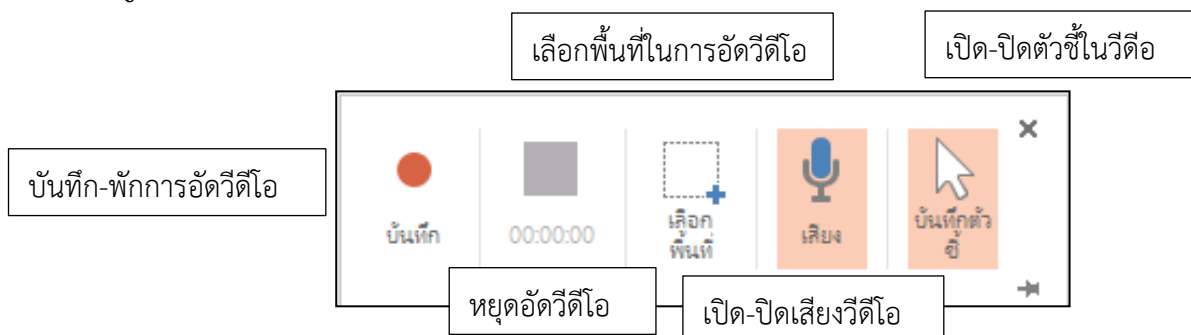 เลือกพื้นที่ในการอัดวีดีโอ
เปิด-ปิดตัวชี้ในวีดีอ
บันทึก-พักการอัดวีดีโอ
บันทึก
00:00:00
เลือก
พื้นที่
เสียง
บันทึกตัว
ชี้
หยุดอัดวีดีโอ
เปิด-ปิดเสียงวีดีโอ